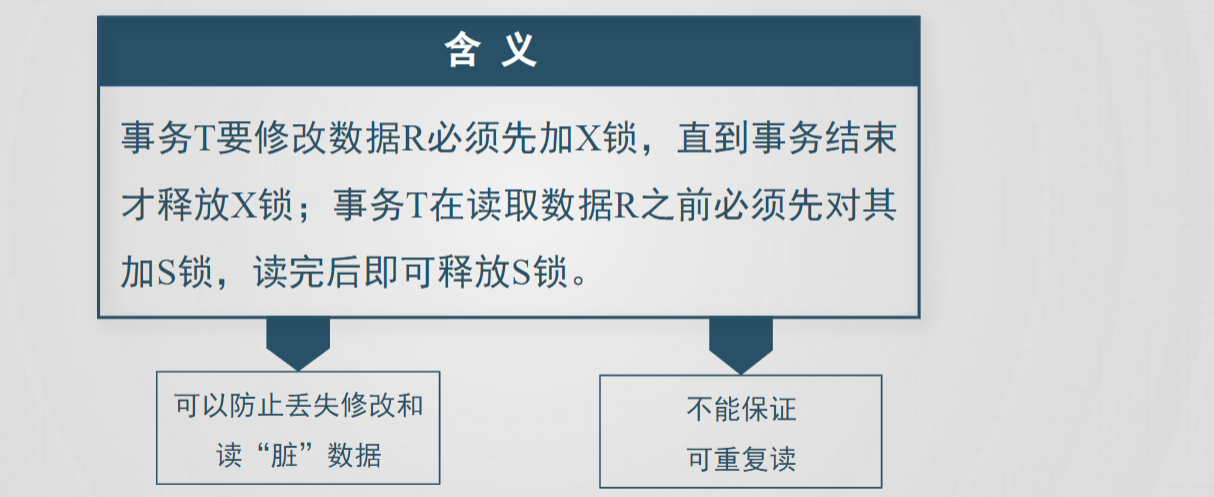 含 义
事务T要修改数据R必须先加X锁，直到事务结束
才释放X锁；事务T在读取数据R之前必须先对其
加S锁，读完后即可释放S锁。
可以防止丢失修改和
读“脏”数据
不能保证
可重复读